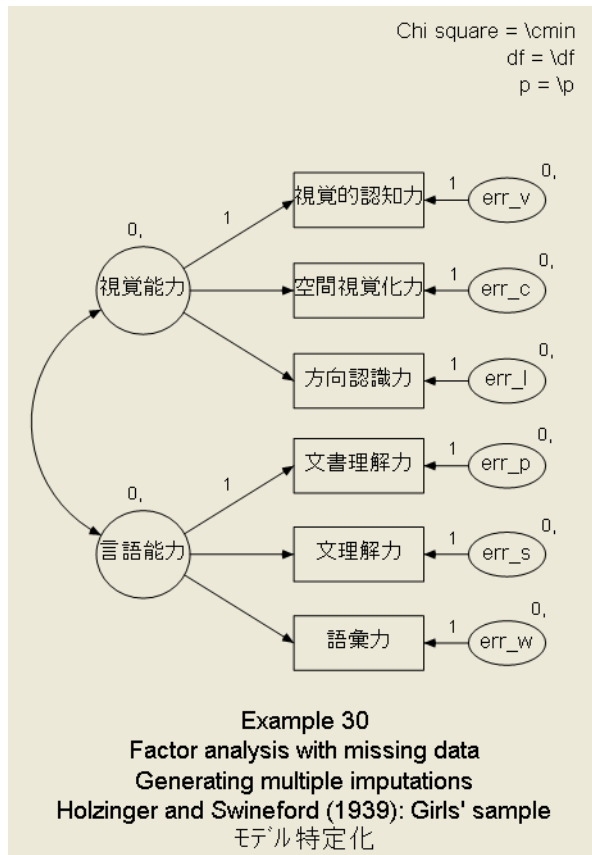 Chi square = \cmin
df = \df
p = \p
0,
視覚的認知力
1
err_v
0,
1
視覚能力
0,
空間視覚化力
1
err_c
0,
方向認識力
1
err_l
0,
文書理解力
1
err_p
0,
1
言語能力
0,
文理解力
1
err_s
0,
語彙力
1
err_w
Example 30
Factor analysis with missing data
Generating multiple imputations
Holzinger and Swineford (1939): Girls' sample
モデル特定化